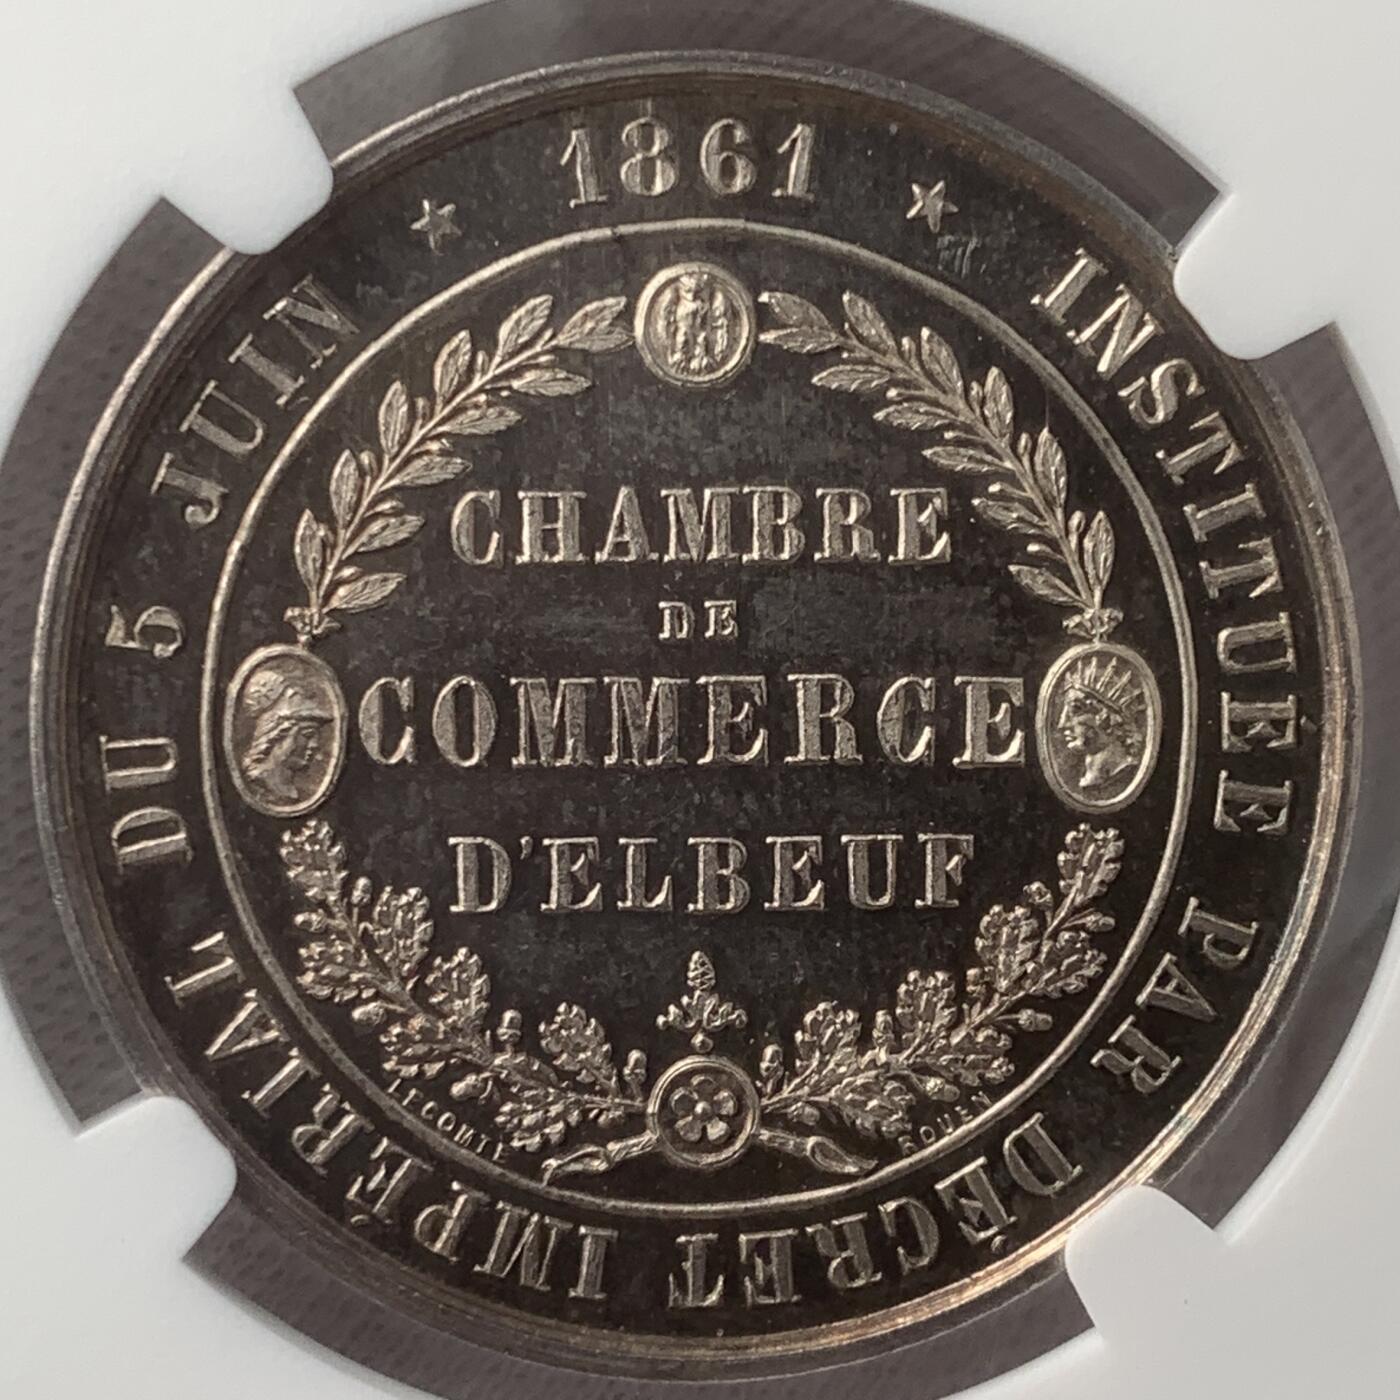 INSTITUÉE PAR DÉCRET IMPÉRIAL DU 5 JUIN
★ 1861 ★
CHAMBRE
DE
COMMERCE
D'ELBEUF
LECOMTE ROUEN